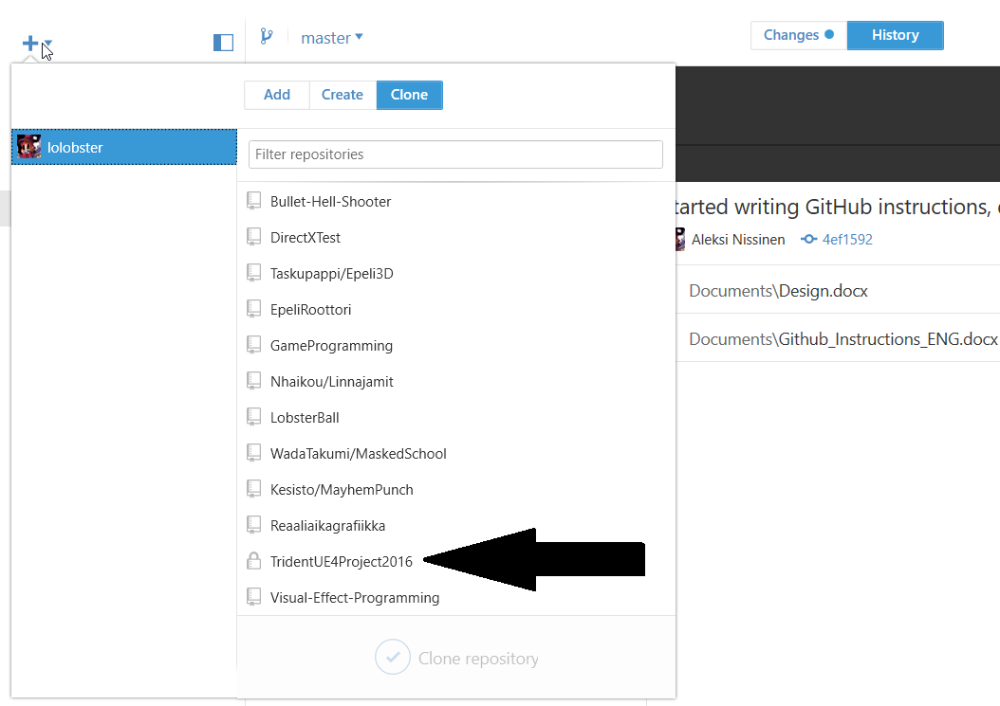 master
Changes
History
Add
Create
Clone
lolobster
Filter repositories
Bullet-Hell-Shooter
DirectXTest
Taskupappi/Epeli3D
EpeliRoottori
GameProgramming
Nhaikou/Linnajamit
LobsterBall
WadaTakumi/MaskedSchool
Kesisto/MayhemPunch
Reaaliaikagrafiikka
TridentUE4Project2016
Visual-Effect-Programming
Clone repository
tarted writing GitHub instructions,
Aleksi Nissinen
4ef1592
Documents\Design.docx
Documents\Github_Instructions_ENG.docx